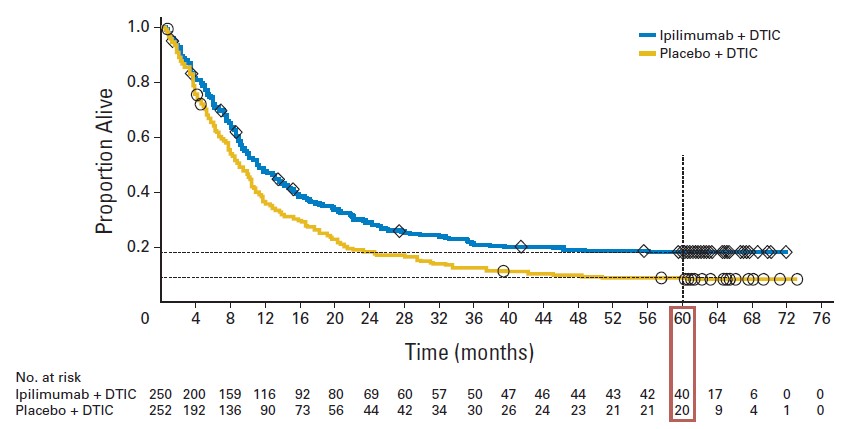 1.0
0.8
0.6
0.4
0.2
Proportion Alive
Ipilimumab + DTIC
Placebo + DTIC
0 4 8 12 16 20 24 28 32 36 40 44 48 52 56 60 64 68 72 76
Time (months)
No. at risk
Ipilimumab + DTIC 250 200 159 116 92 80 69 60 57 50 47 46 44 43 42 40 17 6 0 0
Placebo + DTIC 252 192 136 90 73 56 44 42 34 30 26 24 23 21 21 20 9 4 1 0